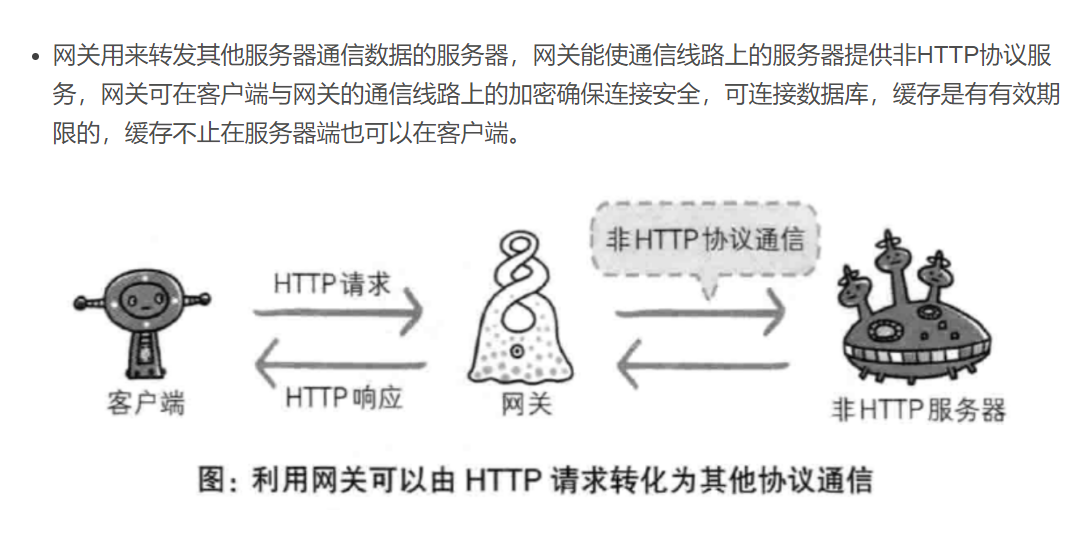 网关用来转发其他服务器通信数据的服务器，网关能使通信线路上的服务器提供非HTTP协议服
务，网关可在客户端与网关的通信线路上的加密确保连接安全，可连接数据库，缓存是有有效期
限的，缓存不止在服务器端也可以在客户端。
非HTTP协议通信
HTTP请求
HTTP响应
客户端
网关
非HTTP服务器
图：利用网关可以由 HTTP 请求转化为其他协议通信